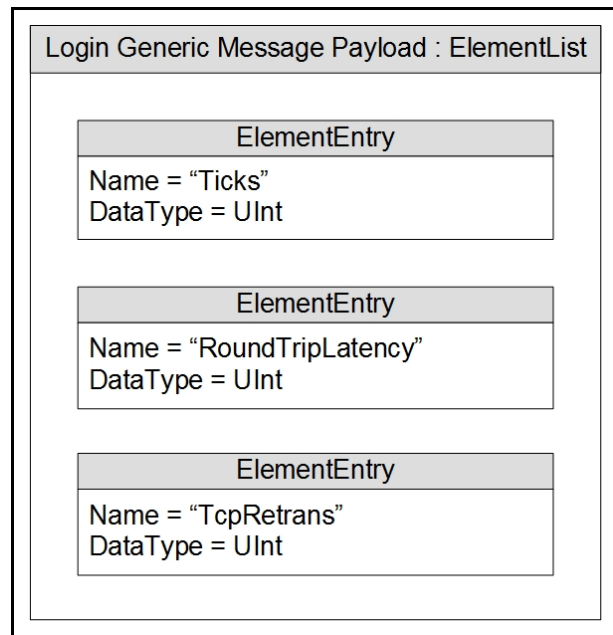 Login Generic Message Payload : ElementList
ElementEntry
Name = “Ticks”
DataType = UInt
ElementEntry
Name = “RoundTripLatency”
DataType = UInt
ElementEntry
Name = “TcpRetrans”
DataType = UInt